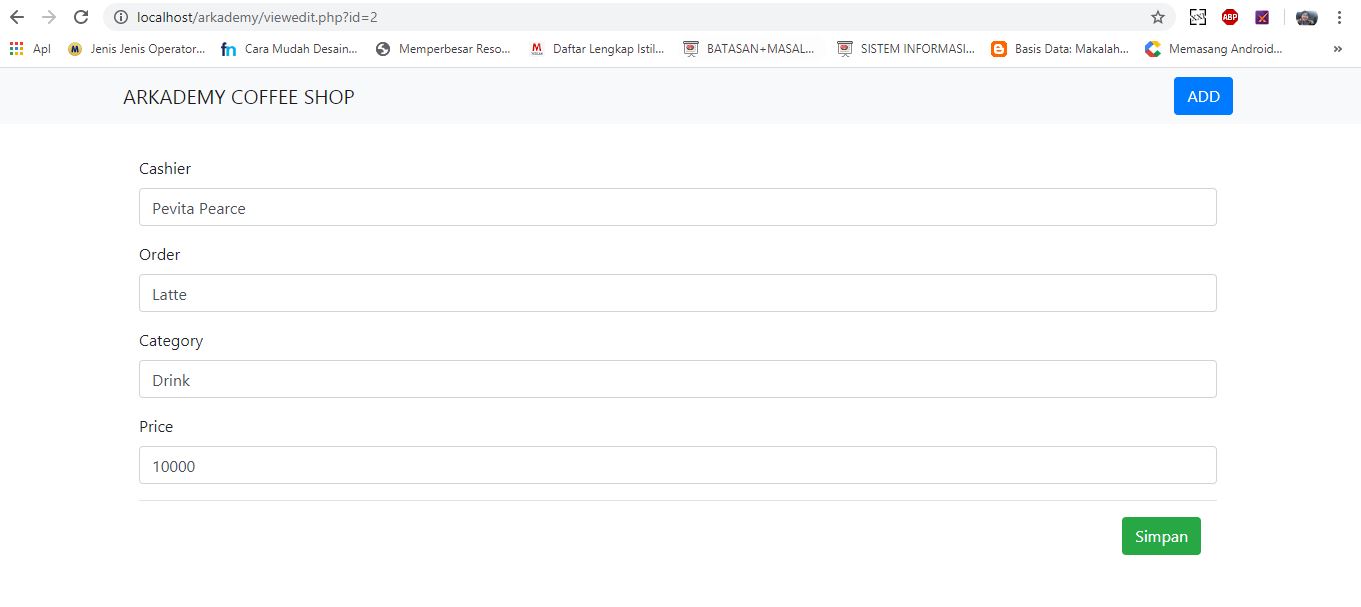 localhost/arkademy/viewedit.php?id=2
ABP
Apl M Jenis Jenis Operator... fn Cara Mudah Desain... Memperbesar Reso... M Daftar Lengkap Istil... BATASAN+MASAL... SISTEM INFORMASI... Basis Data: Makalah... Memasang Android... »
ARKADEMY COFFEE SHOP ADD
Cashier
Pevita Pearce
Order
Latte
Category
Drink
Price
10000
Simpan